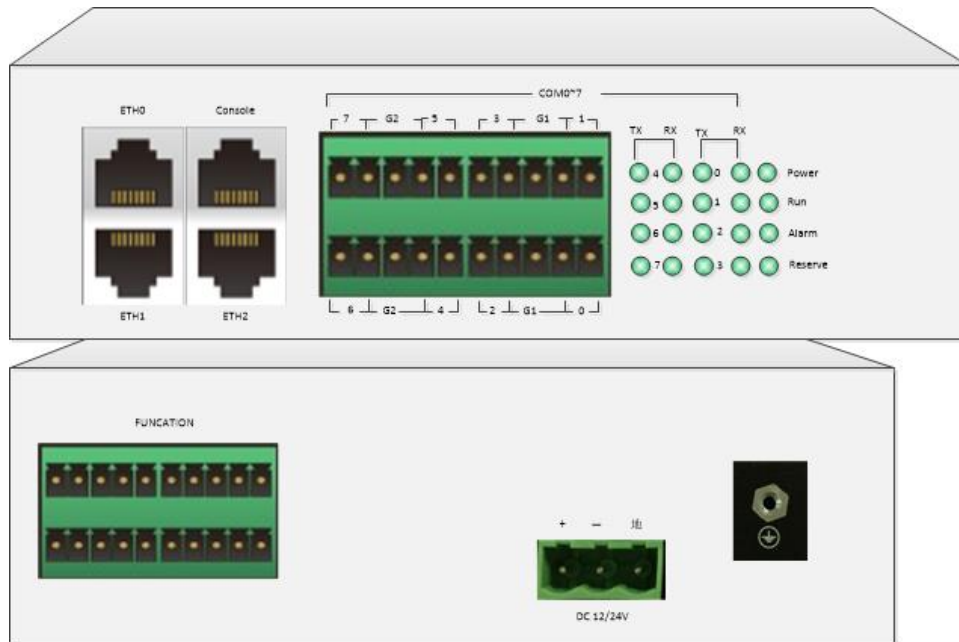 COM0~7
ETH0 Console
7 G2 5 3 G1 1
TX RX TX RX
4 0 Power
5 1 Run
6 2 Alarm
7 3 Reserve
6 G2 4 2 G1 0
ETH1 ETH2
FUNCATION
+ — 地
DC 12/24V